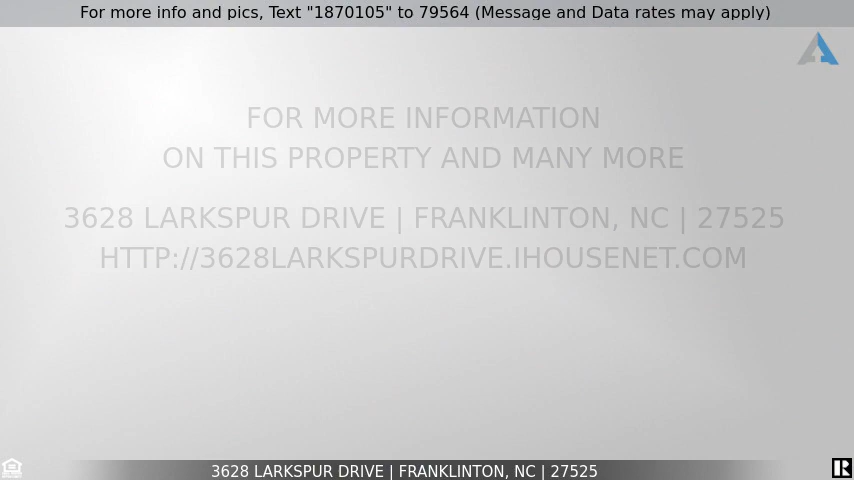 For more info and pics, Text "1870105" to 79564 (Message and Data rates may apply)
FOR MORE INFORMATION
ON THIS PROPERTY AND MANY MORE
3628 LARKSPUR DRIVE | FRANKLINTON, NC | 27525
HTTP://3628LARKSPURDRIVE.IHOUSENET.COM
3628 LARKSPUR DRIVE | FRANKLINTON, NC | 27525